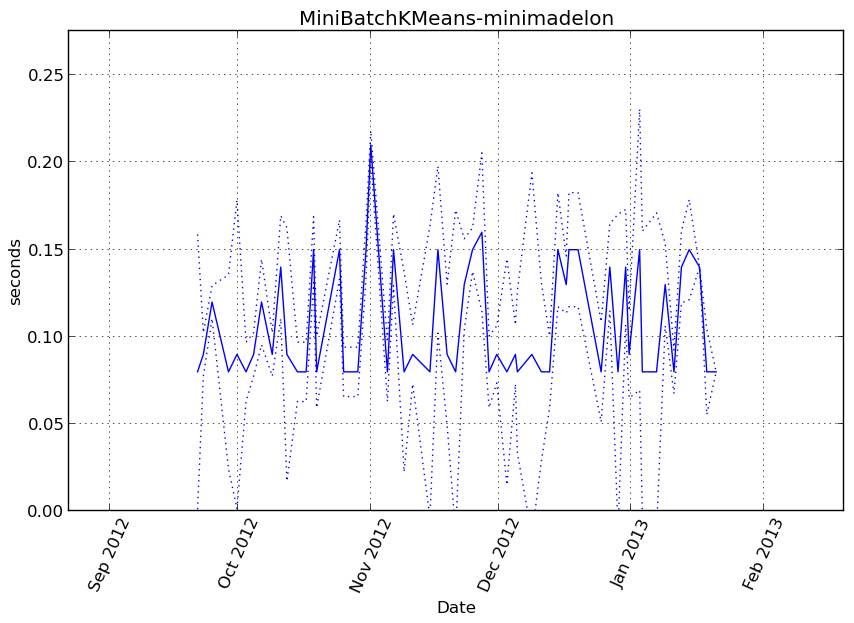 MiniBatchKMeans-minimadelon
0.25
0.20
0.15
0.10
0.05
0.00
seconds
Sep 2012
Oct 2012
Nov 2012
Dec 2012
Jan 2013
Feb 2013
Date